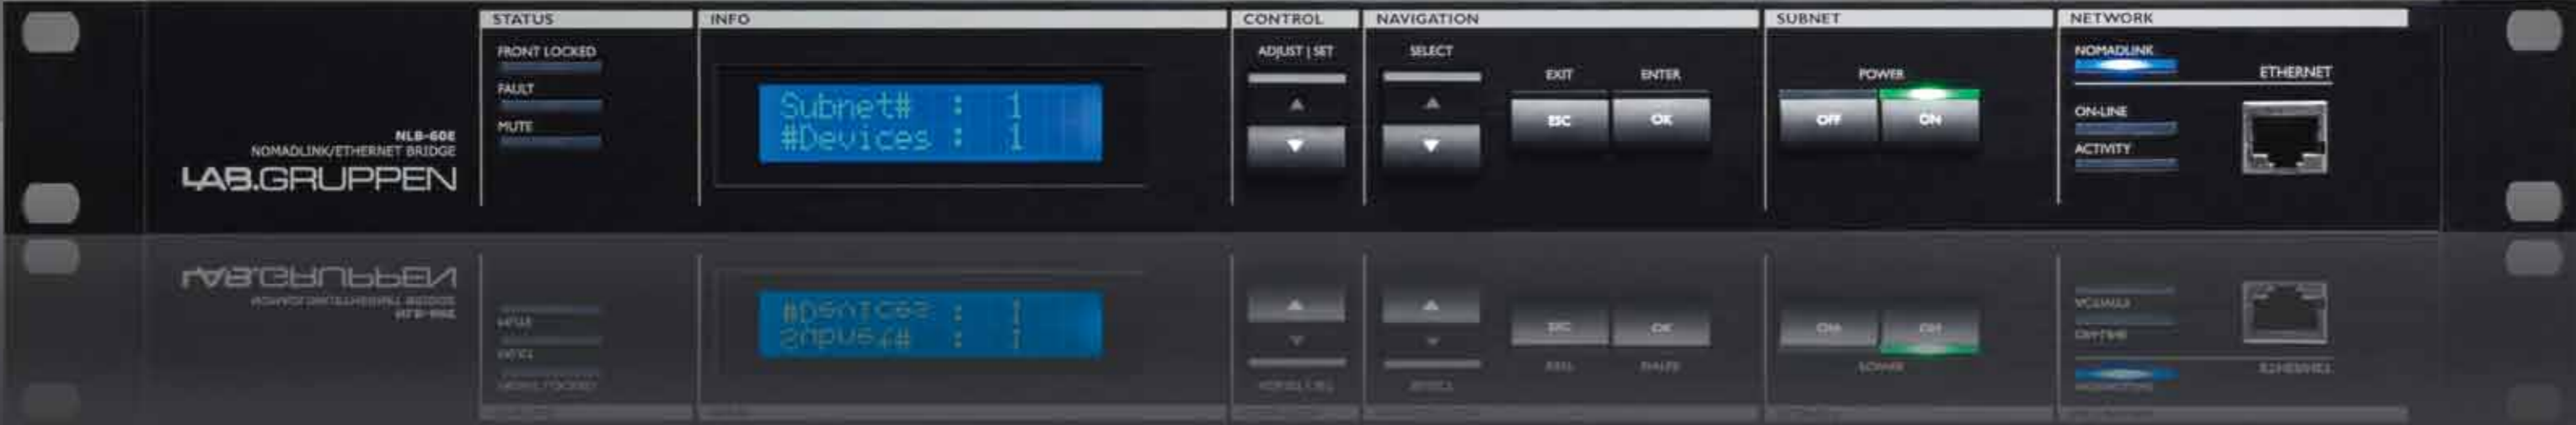 STATUS
INFO
CONTROL
NAVIGATION
SUBNET
NETWORK
FRONT LOCKED
FAULT
MUTE
NLB-60E
NOMADLINK/ETHERNET BRIDGE
LAB.GRUPPEN
Subnet# : 1
#Devices : 1
ADJUST | SET
SELECT
EXIT
ENTER
ESC
OK
POWER
OFF
ON
NOMADLINK
ETHERNET
ON-LINE
ACTIVITY